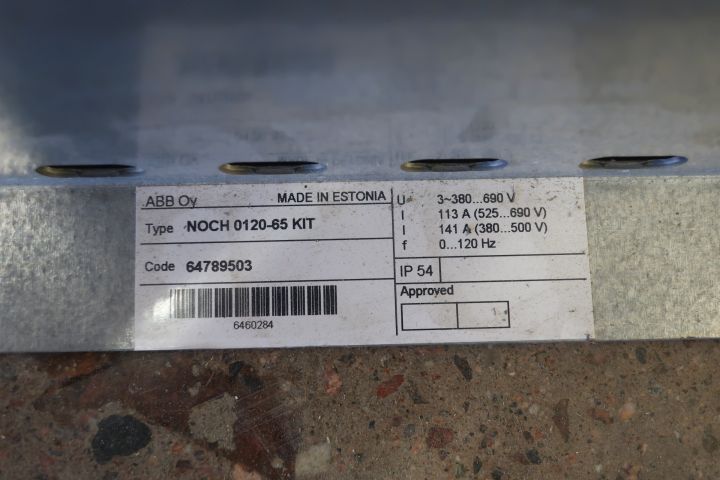 ABB Oy MADE IN ESTONIA
Type NOCH 0120-65 KIT
Code 64789503
6460284
U 3~380...690 V
I 113 A (525...690 V)
I 141 A (380...500 V)
f 0...120 Hz
IP 54
Approved